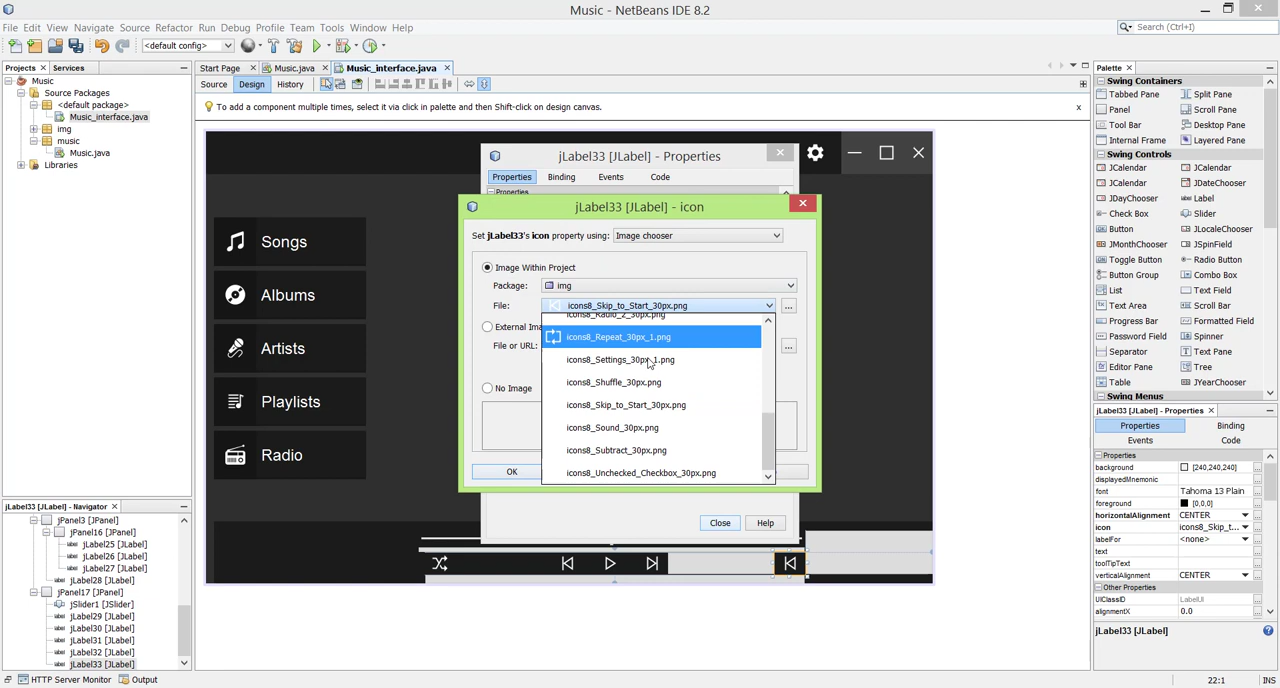 Music - NetBeans IDE 8.2
File Edit View Navigate Source Refactor Run Debug Profile Team Tools Window Help
Search (Ctrl+I)
<default config>
Projects
Services
Music
Source Packages
<default package>
Music_interface.java
img
music
Music.java
Libraries
Start Page
Music.java
Music_interface.java
Source
Design
History
To add a component multiple times, select it via click in palette and then Shift-click on design canvas.
x
Songs
Albums
Artists
Playlists
Radio
jLabel33 [JLabel] - Properties
Properties
Binding
Events
Code
Properties
jLabel33 [JLabel] - icon
Set jLabel33's icon property using:
Image chooser
Image Within Project
Package:
img
File:
icons8_Skip_to_Start_30px.png
...
External Ima
File or URL:
...
No Image
icons8_Radio_2_30px.png
icons8_Repeat_30px_1.png
icons8_Settings_30px_1.png
icons8_Shuffle_30px.png
icons8_Skip_to_Start_30px.png
icons8_Sound_30px.png
icons8_Subtract_30px.png
icons8_Unchecked_Checkbox_30px.png
OK
Close
Help
Palette
Swing Containers
Tabbed Pane
Split Pane
Panel
Scroll Pane
Tool Bar
Desktop Pane
Internal Frame
Layered Pane
Swing Controls
JCalendar
JCalendar
JCalendar
JDateChooser
JDayChooser
Label
Check Box
Slider
Button
JLocaleChooser
JMonthChooser
JSpinField
Toggle Button
Radio Button
Button Group
Combo Box
List
Text Field
Text Area
Scroll Bar
Progress Bar
Formatted Field
Password Field
Spinner
Separator
Text Pane
Editor Pane
Tree
Table
JYearChooser
Swing Menus
jLabel33 [JLabel] - Properties
Properties
Binding
Events
Code
Properties
background [240,240,240]
displayedMnemonic
font Tahoma 13 Plain
foreground [0,0,0]
horizontalAlignment CENTER
icon icons8_Skip_t...
labelFor <none>
text
toolTipText
verticalAlignment CENTER
Other Properties
UIClassID LabelUI
alignmentX 0.0
jLabel33 [JLabel]
jLabel33 [JLabel] - Navigator
jPanel3 [JPanel]
jPanel16 [JPanel]
jLabel25 [JLabel]
jLabel26 [JLabel]
jLabel27 [JLabel]
jLabel28 [JLabel]
jPanel17 [JPanel]
jSlider1 [JSlider]
jLabel29 [JLabel]
jLabel30 [JLabel]
jLabel31 [JLabel]
jLabel32 [JLabel]
jLabel33 [JLabel]
HTTP Server Monitor
Output
22:1
INS